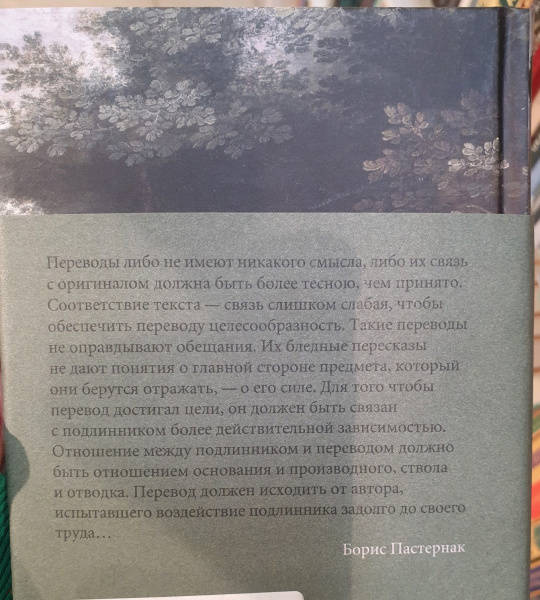 Переводы либо не имеют никакого смысла, либо их связь
с оригиналом должна быть более тесною, чем принято.
Соответствие текста — связь слишком слабая, чтобы
обеспечить переводу целесообразность. Такие переводы
не оправдывают обещания. Их бледные пересказы
не дают понятия о главной стороне предмета, который
они берутся отражать, — о его силе. Для того чтобы
перевод достигал цели, он должен быть связан
с подлинником более действительной зависимостью.
Отношение между подлинником и переводом должно
быть отношением основания и производного, ствола
и отводка. Перевод должен исходить от автора,
испытавшего воздействие подлинника задолго до своего
труда...
Борис Пастернак